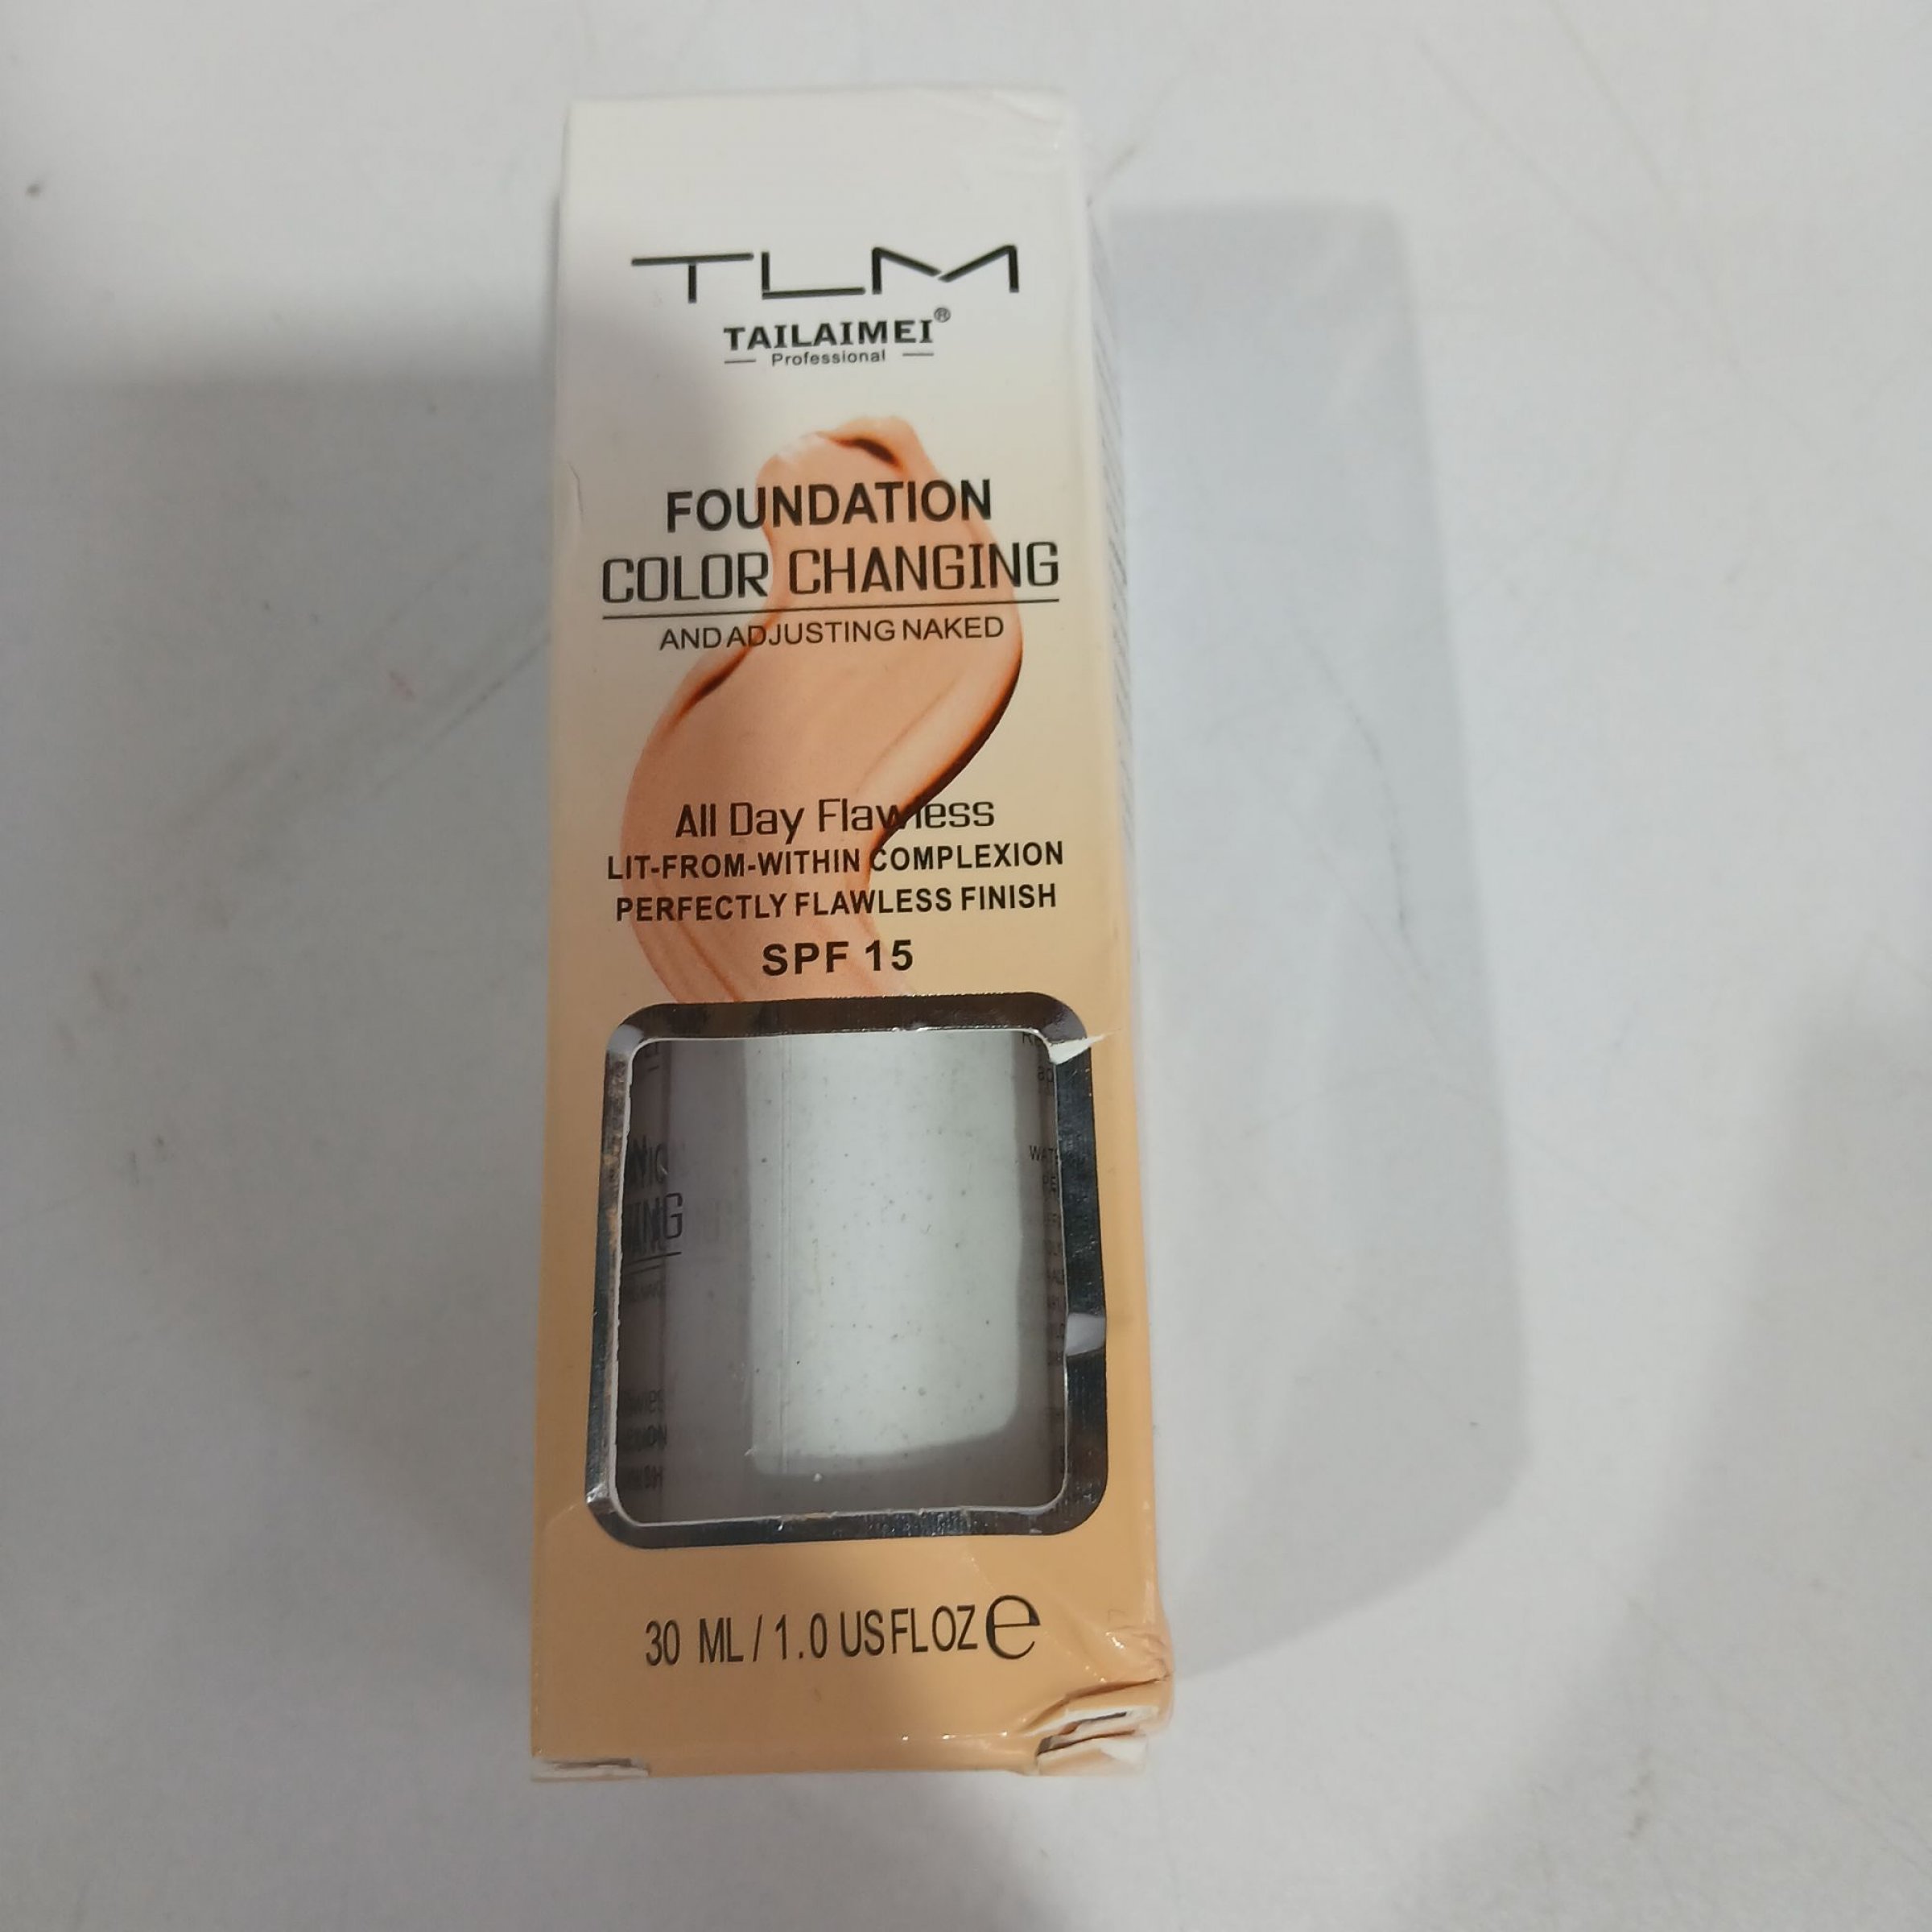 TLM
TAILAIMEI®
Professional
FOUNDATION
COLOR CHANGING
AND ADJUSTING NAKED
All Day Flawless
LIT-FROM-WITHIN COMPLEXION
PERFECTLY FLAWLESS FINISH
SPF 15
30 ML / 1.0 US FL OZ e